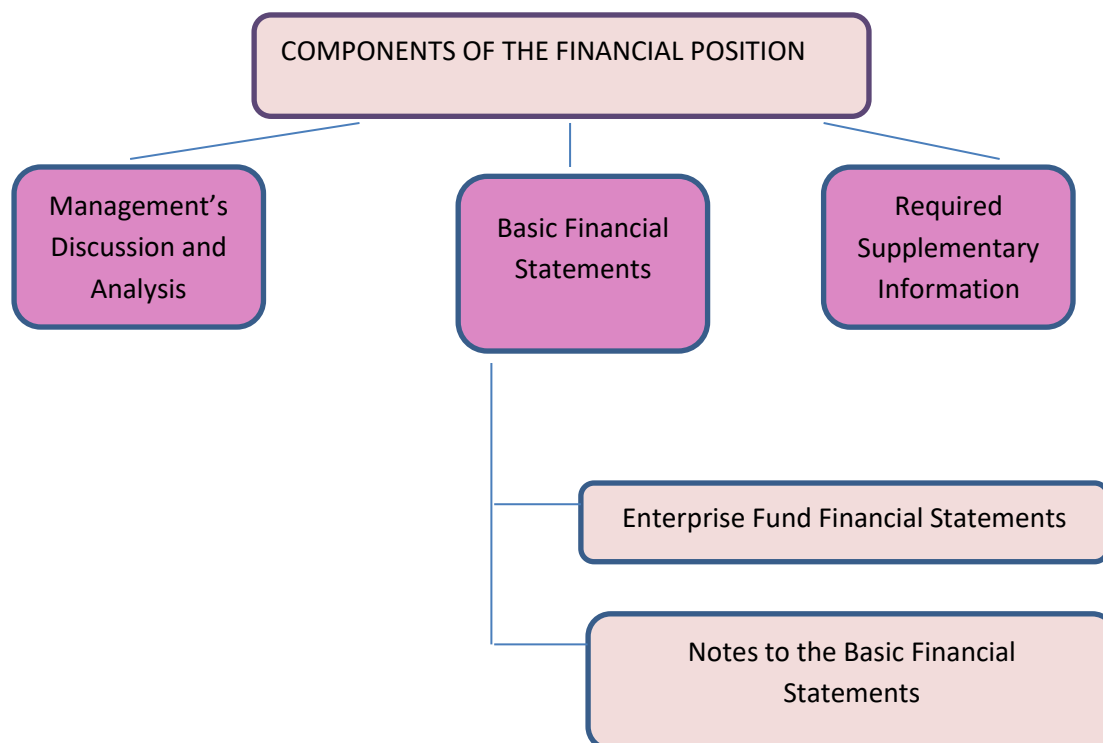 COMPONENTS OF THE FINANCIAL POSITION
Management’s
Discussion and
Analysis
Basic Financial
Statements
Required
Supplementary
Information
Enterprise Fund Financial Statements
Notes to the Basic Financial
Statements